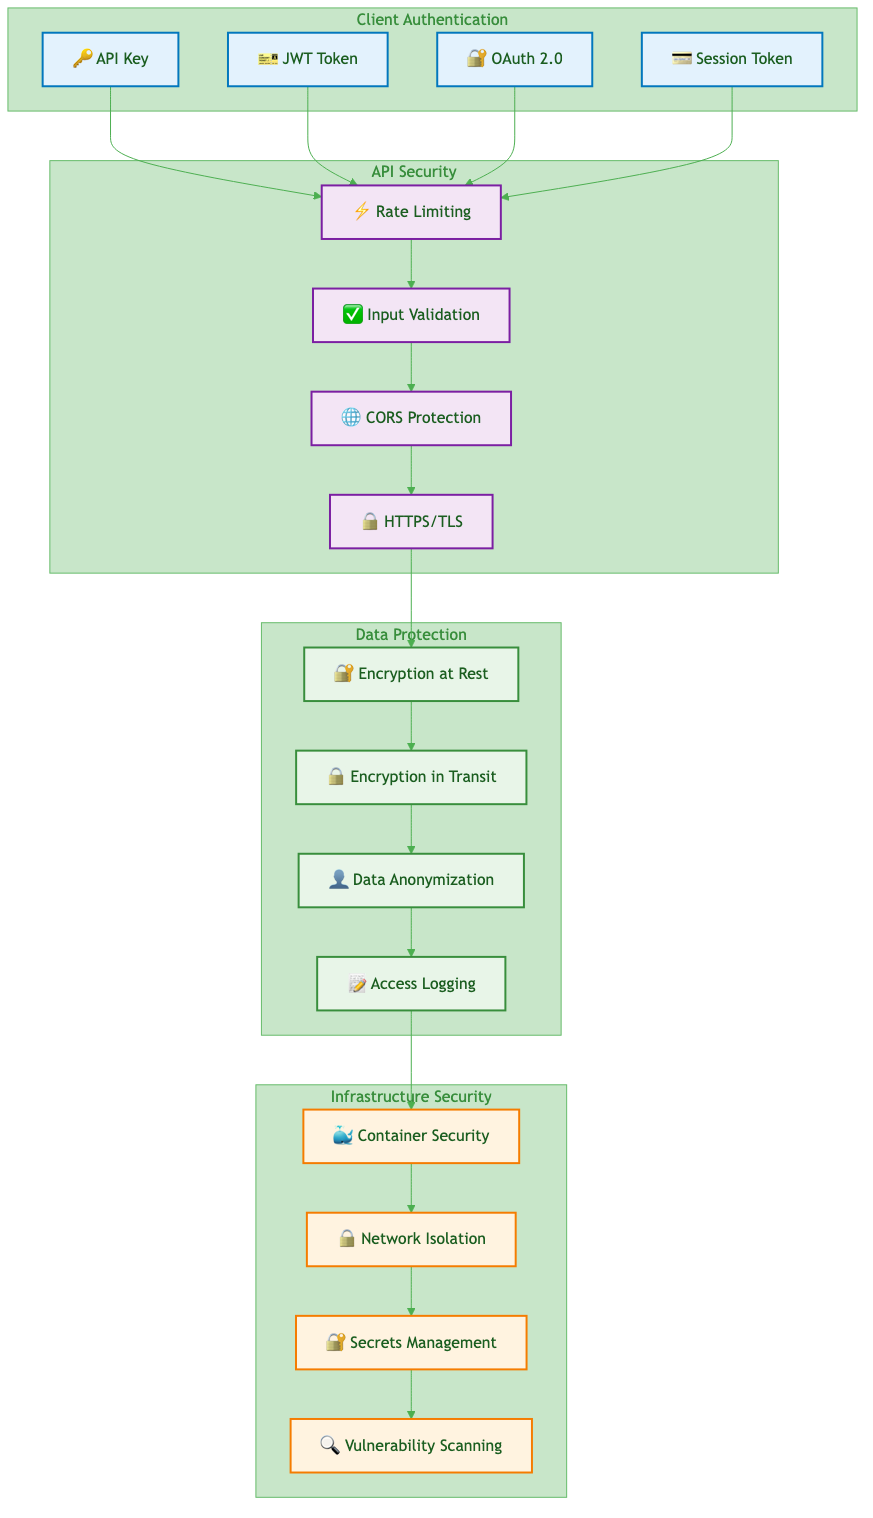 Client Authentication
🔑 API Key
🎫 JWT Token
🔐 OAuth 2.0
💳 Session Token
API Security
⚡ Rate Limiting
✅ Input Validation
🌐 CORS Protection
🔒 HTTPS/TLS
Data Protection
🔐 Encryption at Rest
🔒 Encryption in Transit
👤 Data Anonymization
📝 Access Logging
Infrastructure Security
🐳 Container Security
🔒 Network Isolation
🔐 Secrets Management
🔍 Vulnerability Scanning